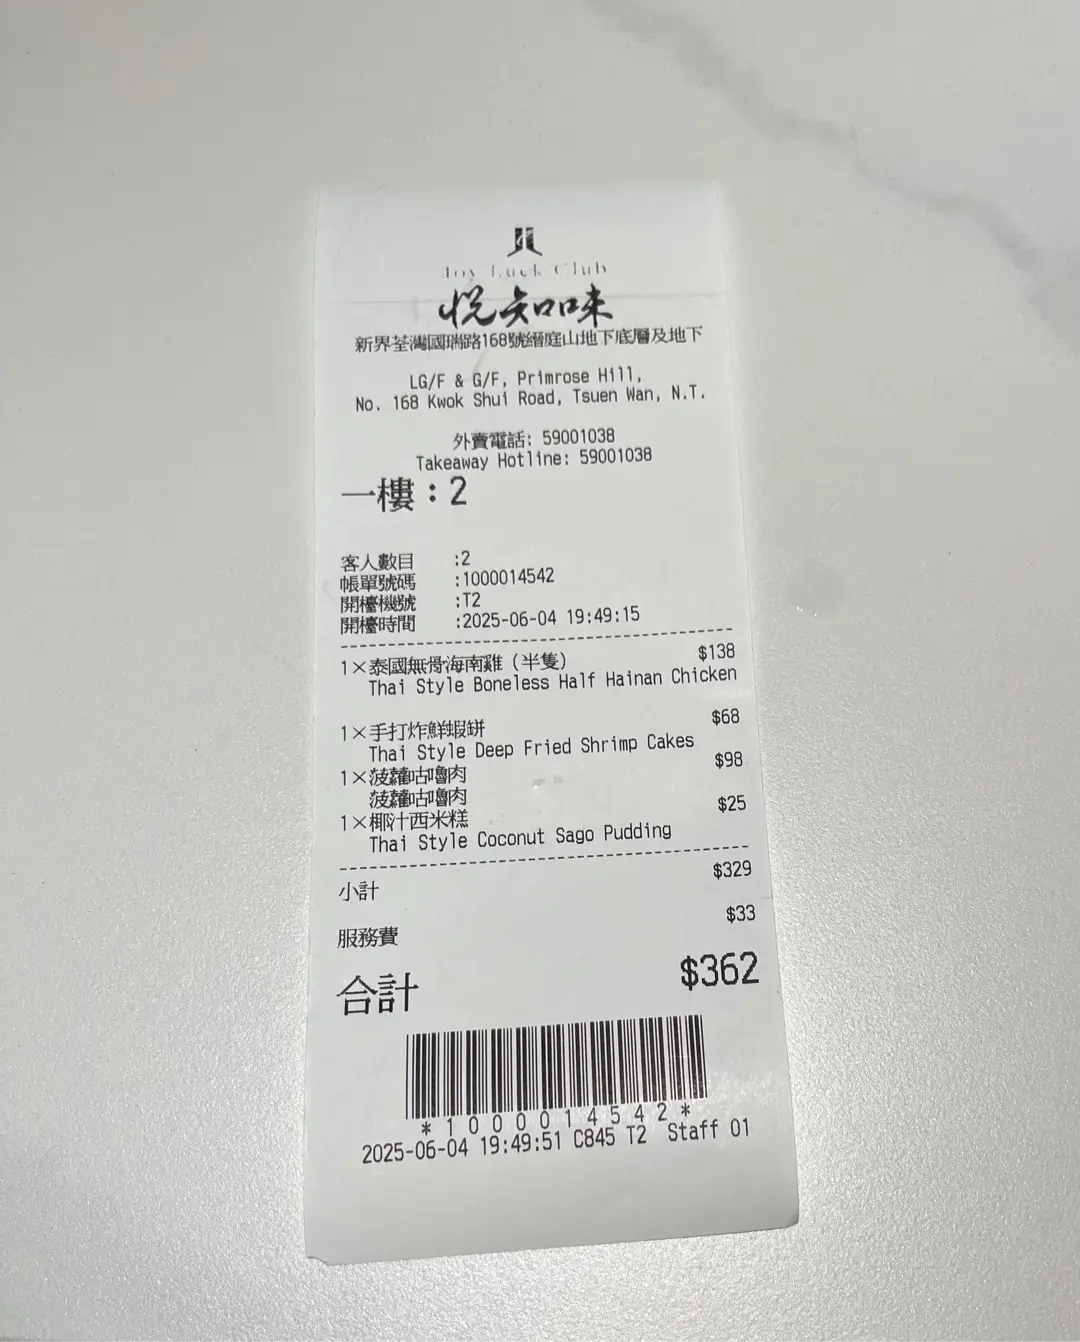 Joy Luck Club
悅知味
新界荃灣國瑞路168號縉庭山地下底層及地下
LG/F & G/F, Primrose Hill,
No. 168 Kwok Shui Road, Tsuen Wan, N.T.
外賣電話: 59001038
Takeaway Hotline: 59001038
一樓：2
客人數目 :2
帳單號碼 :1000014542
開檯機號 :T2
開檯時間 :2025-06-04 19:49:15
1×泰國無骨海南雞（半隻） $138
Thai Style Boneless Half Hainan Chicken
1×手打炸鮮蝦餅 $68
Thai Style Deep Fried Shrimp Cakes
1×菠蘿咕嚕肉 $98
菠蘿咕嚕肉
1×椰汁西米糕 $25
Thai Style Coconut Sago Pudding
小計 $329
服務費 $33
合計 $362
*1000014542*
2025-06-04 19:49:51 C845 T2 Staff 01